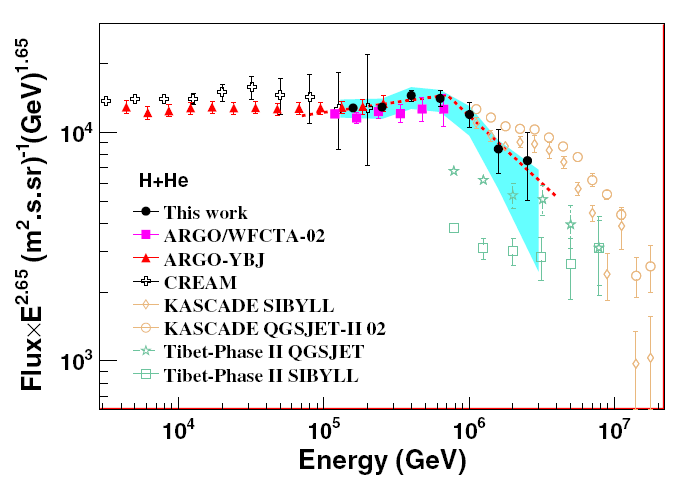 Flux×E^2.65 (m^2.s.sr)^-1(GeV)^1.65
10^4
10^3
H+He
This work
ARGO/WFCTA-02
ARGO-YBJ
CREAM
KASCADE SIBYLL
KASCADE QGSJET-II 02
Tibet-Phase II QGSJET
Tibet-Phase II SIBYLL
10^4 10^5 10^6 10^7
Energy (GeV)